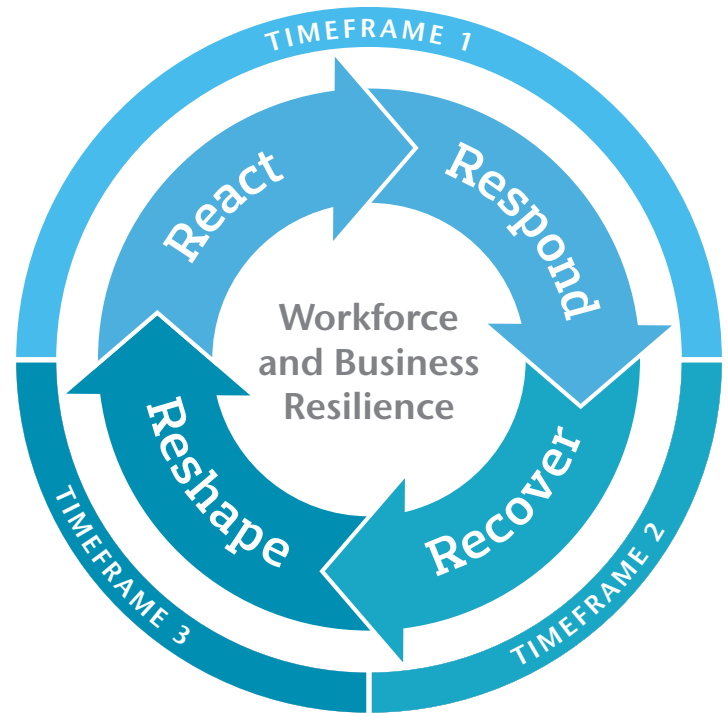 TIMEFRAME 1
React
Respond
Workforce
and Business
Resilience
Reshape
Recover
TIMEFRAME 3
TIMEFRAME 2